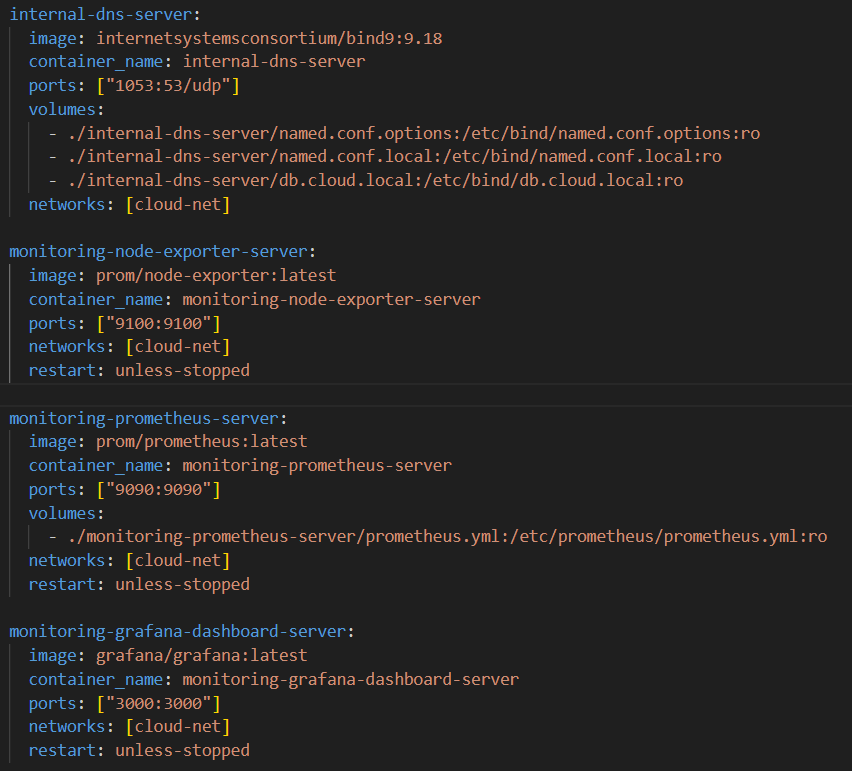 internal-dns-server:
  image: internetsystemsconsortium/bind9:9.18
  container_name: internal-dns-server
  ports: ["1053:53/udp"]
  volumes:
    - ./internal-dns-server/named.conf.options:/etc/bind/named.conf.options:ro
    - ./internal-dns-server/named.conf.local:/etc/bind/named.conf.local:ro
    - ./internal-dns-server/db.cloud.local:/etc/bind/db.cloud.local:ro
  networks: [cloud-net]

monitoring-node-exporter-server:
  image: prom/node-exporter:latest
  container_name: monitoring-node-exporter-server
  ports: ["9100:9100"]
  networks: [cloud-net]
  restart: unless-stopped

monitoring-prometheus-server:
  image: prom/prometheus:latest
  container_name: monitoring-prometheus-server
  ports: ["9090:9090"]
  volumes:
    - ./monitoring-prometheus-server/prometheus.yml:/etc/prometheus/prometheus.yml:ro
  networks: [cloud-net]
  restart: unless-stopped

monitoring-grafana-dashboard-server:
  image: grafana/grafana:latest
  container_name: monitoring-grafana-dashboard-server
  ports: ["3000:3000"]
  networks: [cloud-net]
  restart: unless-stopped